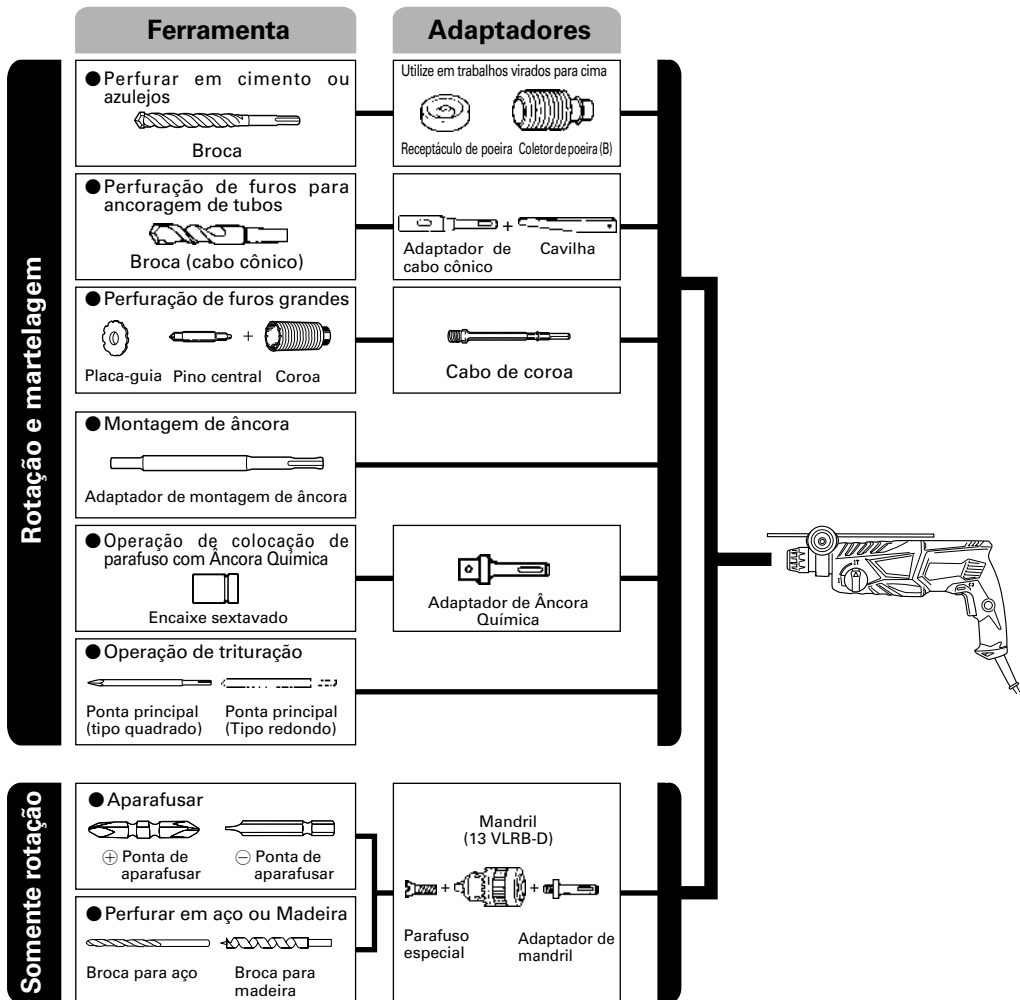 Ferramenta
Adaptadores
Rotação e martelagem
● Perfurar em cimento ou
azulejos
Broca
Utilize em trabalhos virados para cima
Receptáculo de poeira Coletor de poeira (B)
● Perfuração de furos para
ancoragem de tubos
Broca (cabo cônico)
+
Adaptador de
cabo cônico
Cavilha
● Perfuração de furos grandes
+
Placa-guia Pino central Coroa
Cabo de coroa
● Montagem de âncora
Adaptador de montagem de âncora
● Operação de colocação de
parafuso com Âncora Química
Encaixe sextavado
Adaptador de Âncora
Química
● Operação de trituração
Ponta principal
(tipo quadrado)
Ponta principal
(Tipo redondo)
Somente rotação
● Aparafusar
⊕ Ponta de
aparafusar
⊖ Ponta de
aparafusar
● Perfurar em aço ou Madeira
Broca para aço
Broca para
madeira
Mandril
(13 VLRB-D)
+ +
Parafuso
especial
Adaptador de
mandril